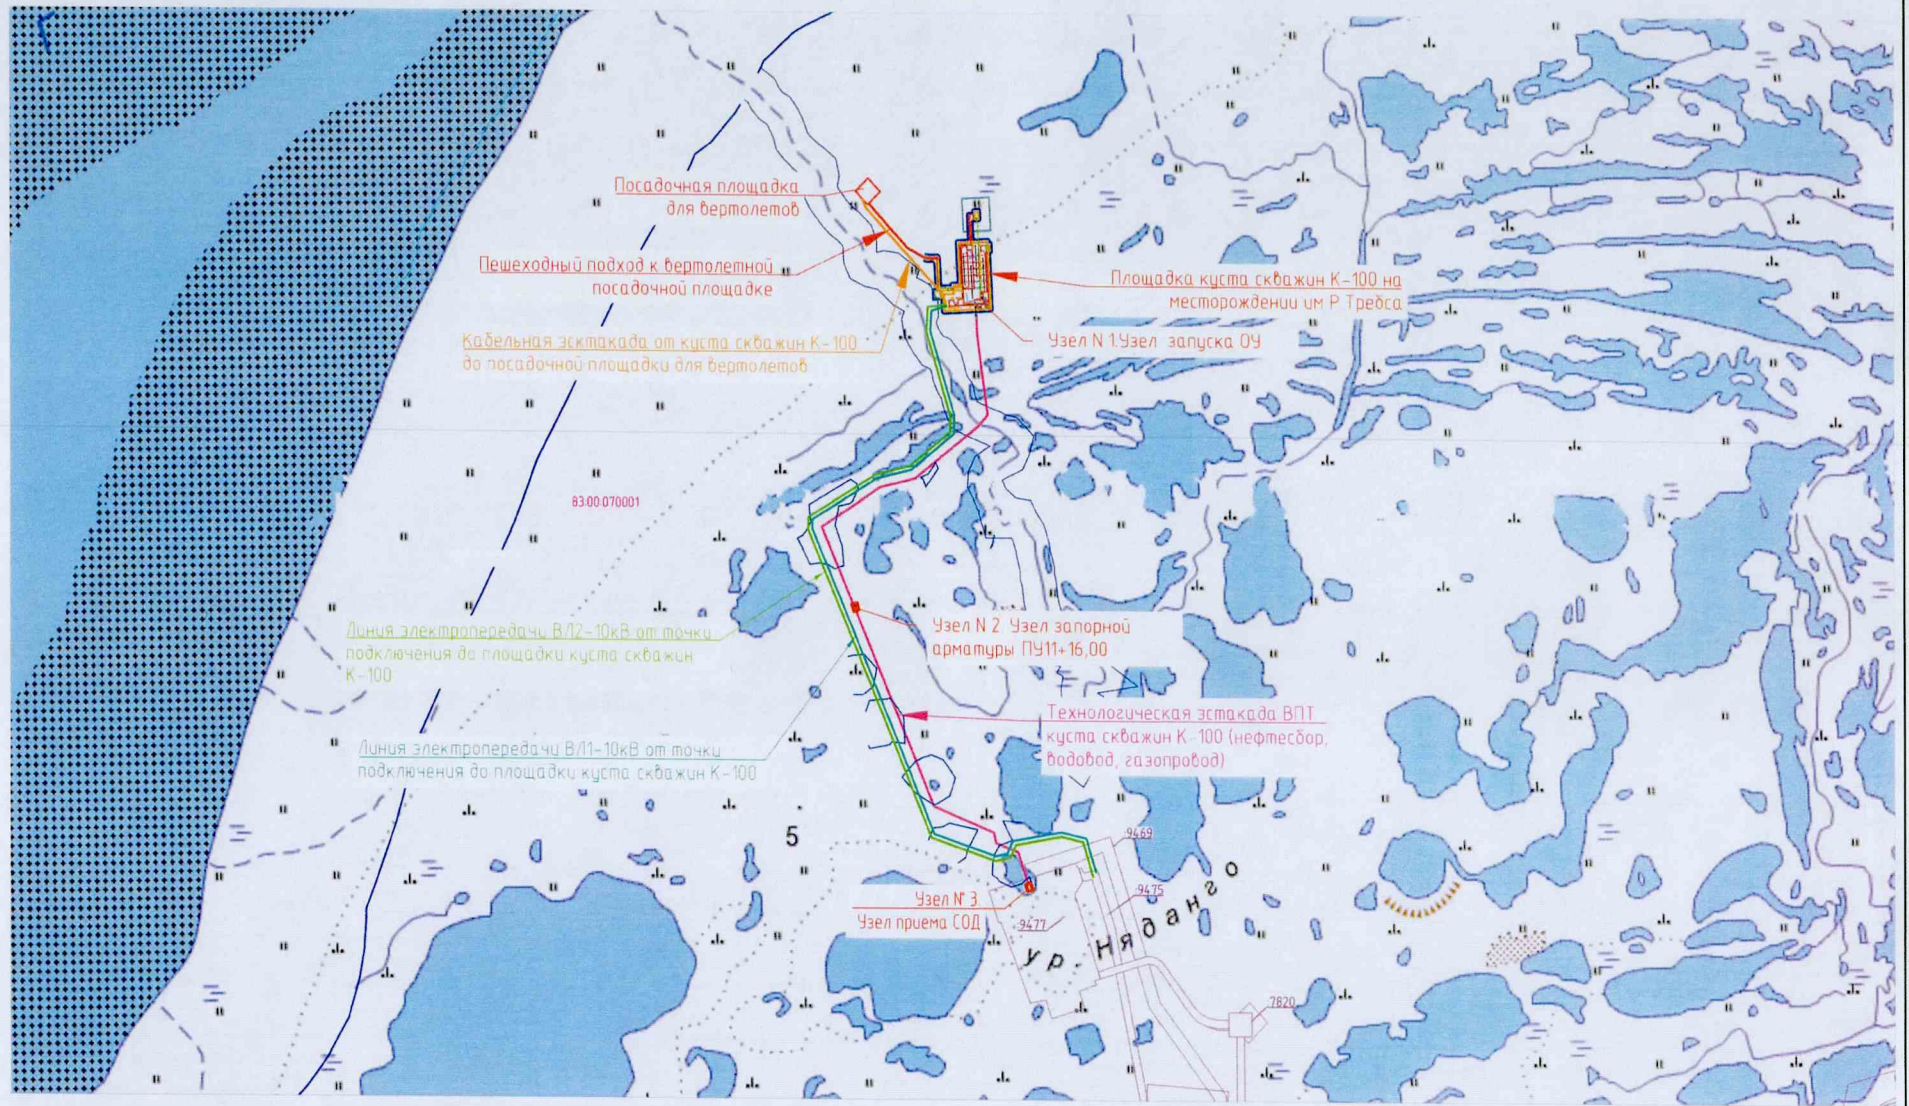 Посадочная площадка
для вертолетов
Пешеходный подход к вертолетной
посадочной площадке
Площадка куста скважин К-100 на
месторождении им Р Требса
Узел N 1.Узел запуска ОУ
Кабельная эсктакада от куста скважин К-100
до посадочной площадки для вертолетов
83:00:070001
Линия электропередачи ВЛ2-10кВ от точки
подключения до площадки куста скважин
К-100
Узел N 2 Узел запорной
арматуры ПУ11+16,00
Технологическая эстакада ВПТ
куста скважин К-100 (нефтесбор,
водовод, газопровод)
Линия электропередачи ВЛ1-10кВ от точки
подключения до площадки куста скважин К-100
5
:9469
:9475
Узел N° 3
Узел приема СОД
:9477
ур. Няданго
:7820